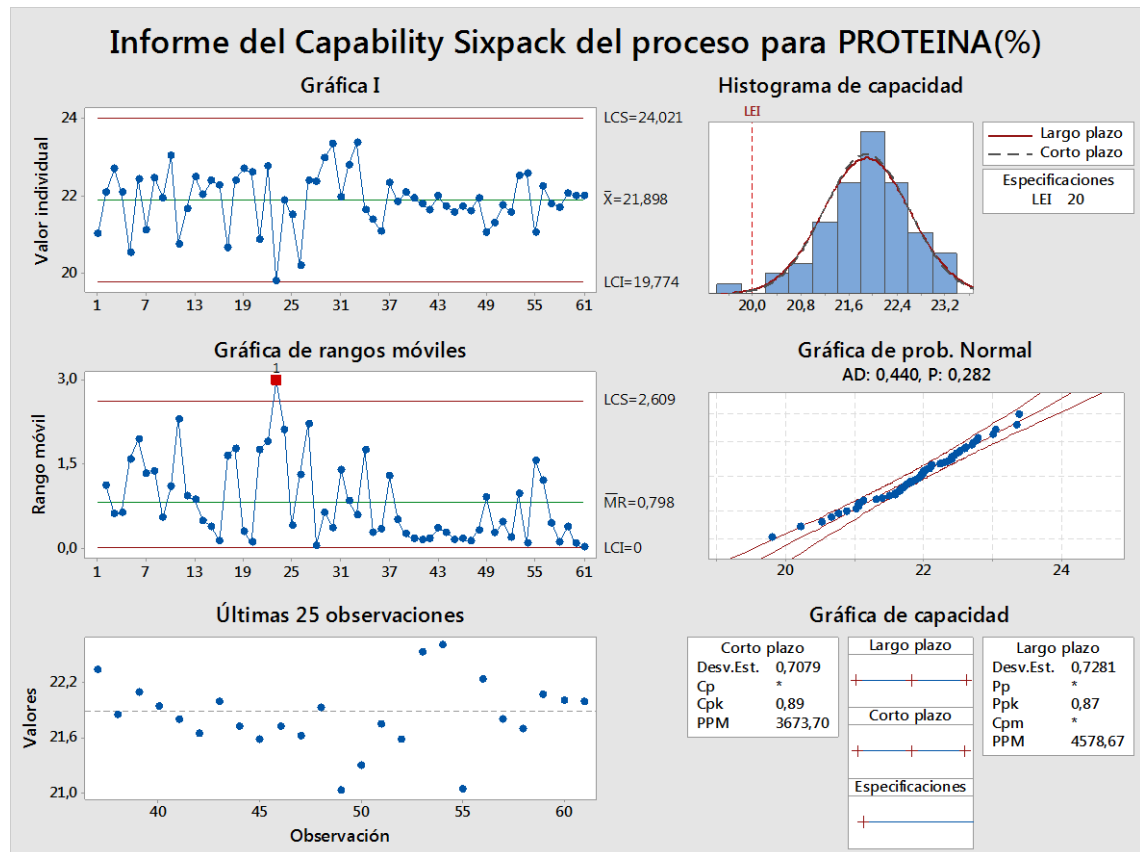 Informe del Capability Sixpack del proceso para PROTEINA(%)
Gráfica I
Valor individual
24
22
20
1 7 13 19 25 31 37 43 49 55 61
LCS=24,021
X̄=21,898
LCI=19,774
Histograma de capacidad
LEI
20,0 20,8 21,6 22,4 23,2
Largo plazo
Corto plazo
Especificaciones
LEI 20
Gráfica de rangos móviles
Rango móvil
1
3,0
1,5
0,0
1 7 13 19 25 31 37 43 49 55 61
LCS=2,609
M̅R̅=0,798
LCI=0
Gráfica de prob. Normal
AD: 0,440, P: 0,282
20 22 24
Últimas 25 observaciones
Valores
22,2
21,6
21,0
40 45 50 55 60
Observación
Gráfica de capacidad
Corto plazo
Desv.Est. 0,7079
Cp *
Cpk 0,89
PPM 3673,70
Largo plazo
Corto plazo
Especificaciones
Largo plazo
Desv.Est. 0,7281
Pp *
Ppk 0,87
Cpm *
PPM 4578,67